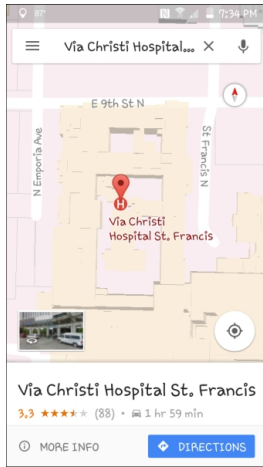 87° 7:34 PM
Via Christi Hospital...
E 9th St N
N Emporia Ave
St Francis N
H
Via Christi
Hospital St. Francis
Via Christi Hospital St. Francis
3.3 (88) • 1 hr 59 min
MORE INFO
DIRECTIONS